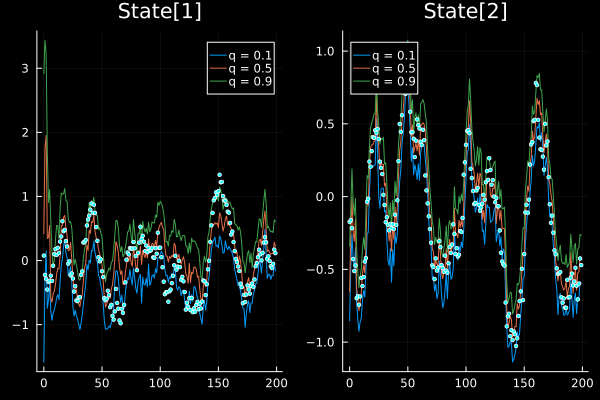 State[1]
q = 0.1
q = 0.5
q = 0.9
3
2
1
0
−1
0
50
100
150
200
State[2]
q = 0.1
q = 0.5
q = 0.9
1.0
0.5
0.0
−0.5
−1.0
0
50
100
150
200